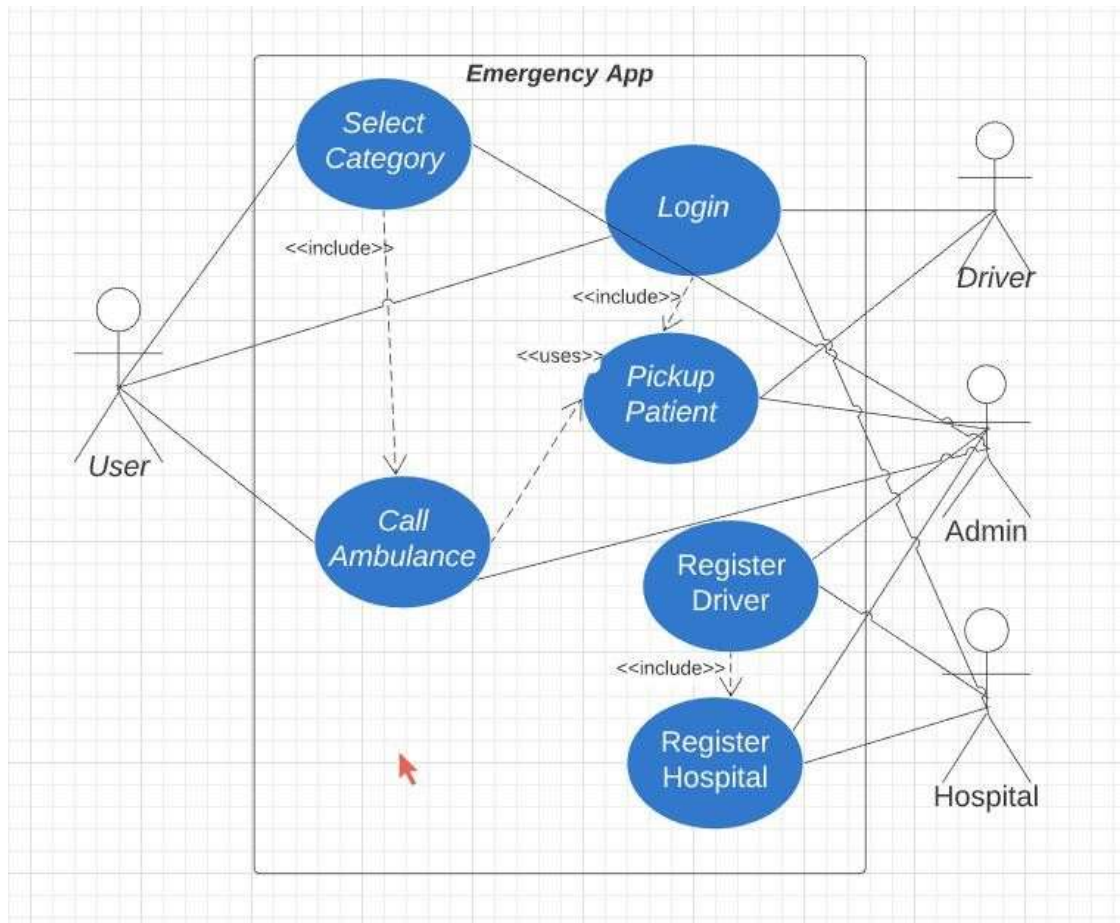 Emergency App
Select
Category
Login
<<include>>
<<include>>
Driver
<<uses>>
Pickup
Patient
User
Call
Ambulance
Admin
Register
Driver
<<include>>
Register
Hospital
Hospital